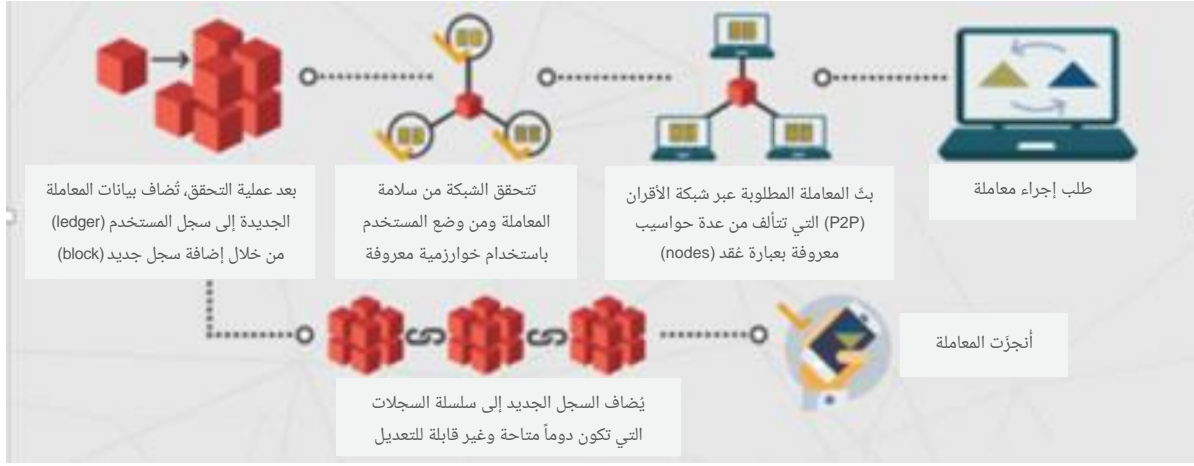 طلب إجراء معاملة
بثّ المعاملة المطلوبة عبر شبكة الأقران
(P2P) التي تتألف من عدة حواسيب
معروفة بعبارة عُقد (nodes)
تتحقق الشبكة من سلامة
المعاملة ومن وضع المستخدم
باستخدام خوارزمية معروفة
بعد عملية التحقق، تُضاف بيانات المعاملة
الجديدة إلى سجل المستخدم (ledger)
من خلال إضافة سجل جديد (block)
يُضاف السجل الجديد إلى سلسلة السجلات
التي تكون دوماً متاحة وغير قابلة للتعديل
أنجزّت المعاملة